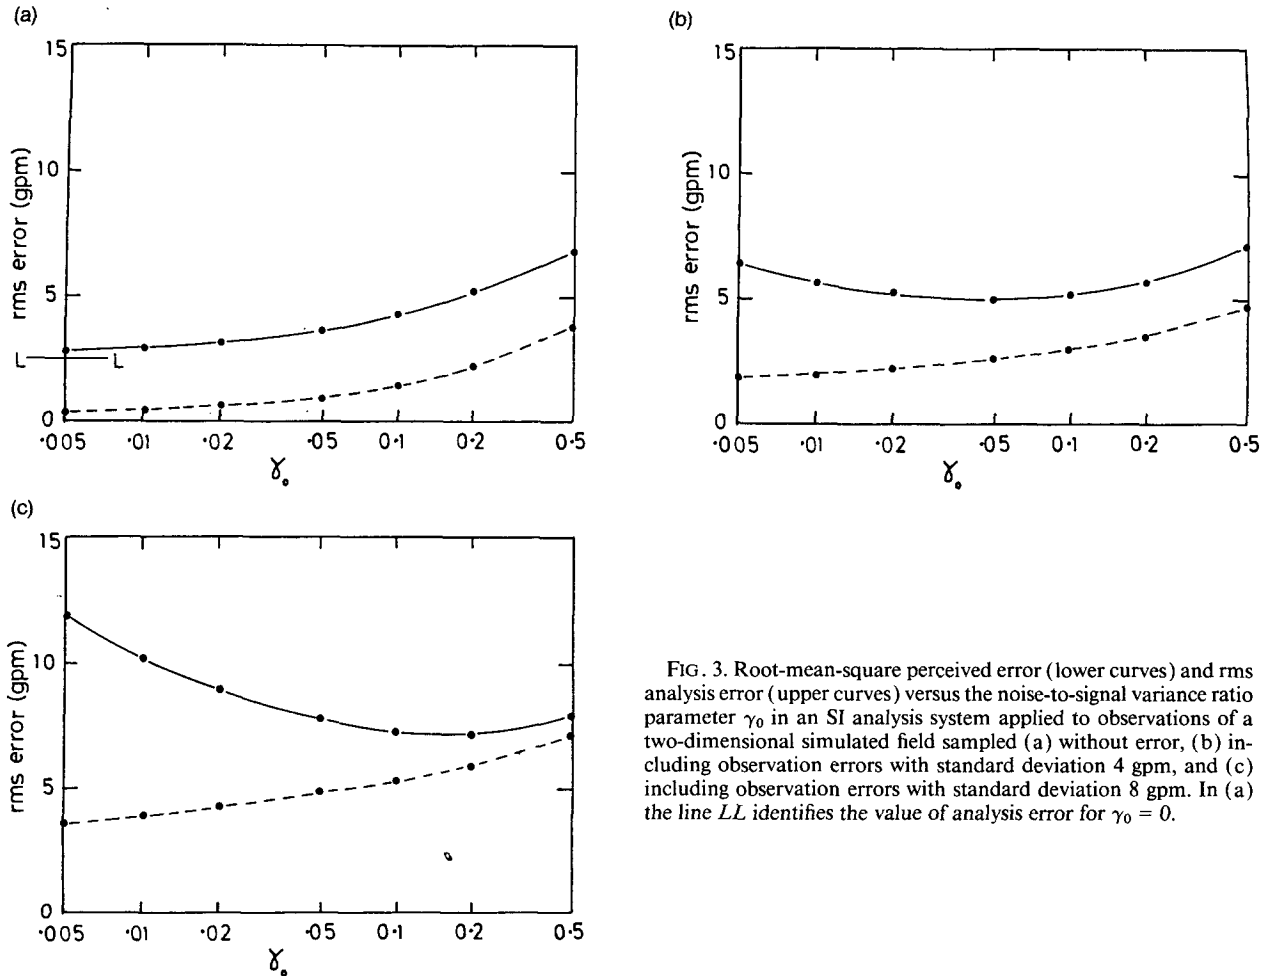 (a)
15
10
5
0
rms error (gpm)
L L
·005 ·01 ·02 ·05 0·1 0·2 0·5
γ₀
(b)
15
10
5
0
rms error (gpm)
·005 ·01 ·02 ·05 0·1 0·2 0·5
γ₀
(c)
15
10
5
0
rms error (gpm)
·005 ·01 ·02 ·05 0·1 0·2 0·5
γ₀
FIG. 3. Root-mean-square perceived error (lower curves) and rms
analysis error (upper curves) versus the noise-to-signal variance ratio
parameter γ₀ in an SI analysis system applied to observations of a
two-dimensional simulated field sampled (a) without error, (b) in-
cluding observation errors with standard deviation 4 gpm, and (c)
including observation errors with standard deviation 8 gpm. In (a)
the line LL identifies the value of analysis error for γ₀ = 0.